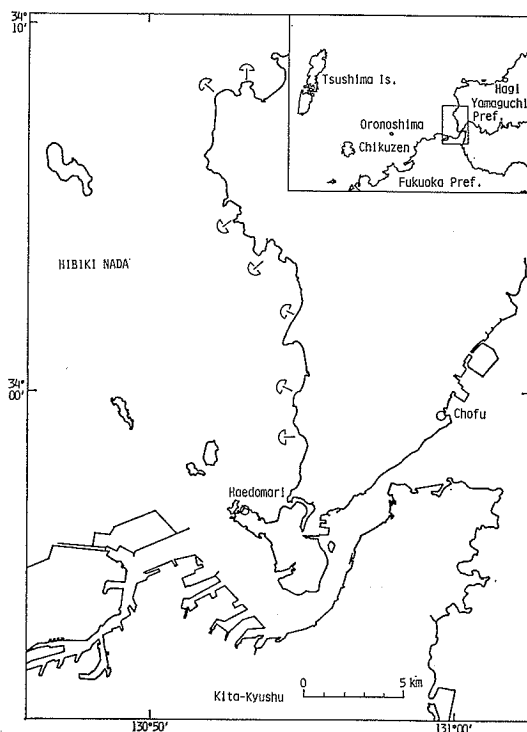 34°
10'
Tsushima Is.
Hagi
Yamaguchi
Pref.
Oronoshima
Chikuzen
Fukuoka Pref.
HIBIKI NADA
34°
00'
Chofu
Kaedomari
0 5 km
Kita-Kyushu
130°50'
131°00'